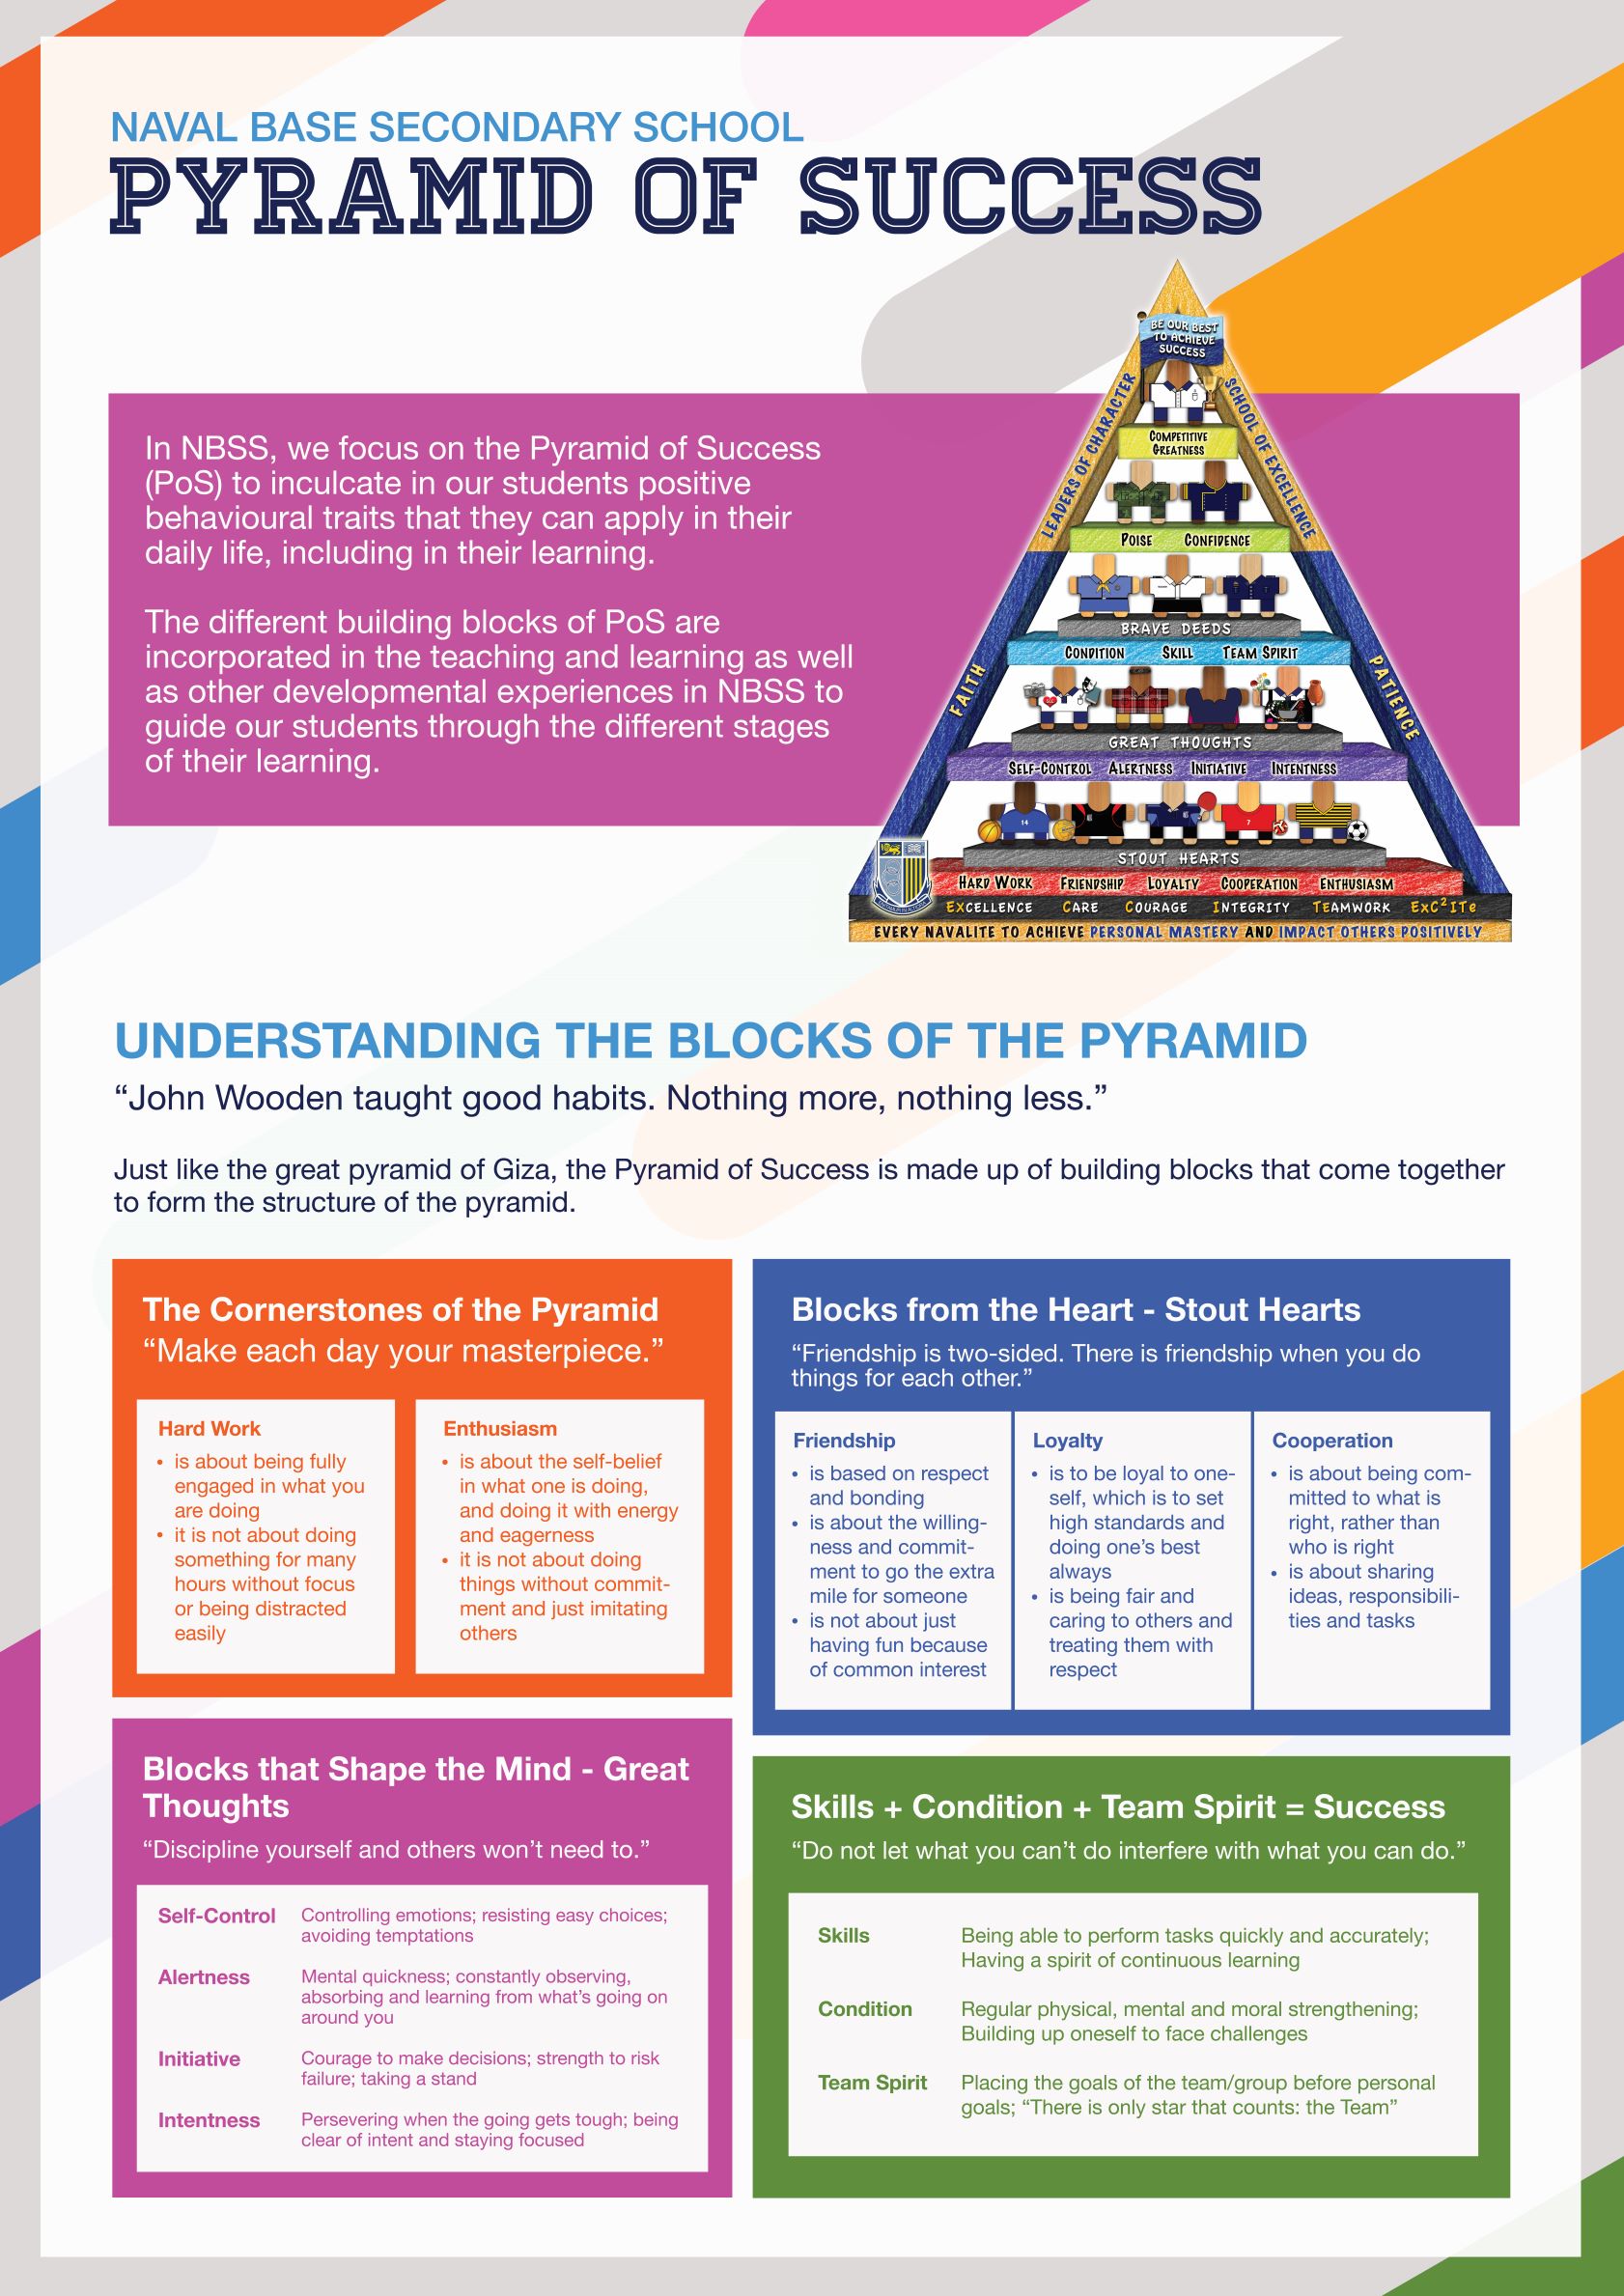 NAVAL BASE SECONDARY SCHOOL
PYRAMID OF SUCCESS
In NBSS, we focus on the Pyramid of Success
(PoS) to inculcate in our students positive
behavioural traits that they can apply in their
daily life, including in their learning.
The different building blocks of PoS are
incorporated in the teaching and learning as well
as other developmental experiences in NBSS to
guide our students through the different stages
of their learning.
BE OUR BEST
TO ACHIEVE
SUCCESS
LEADERS OF CHARACTER
SCHOOL OF EXCELLENCE
COMPETITIVE
GREATNESS
POISE CONFIDENCE
BRAVE DEEDS
CONDITION SKILL TEAM SPIRIT
FAITH
PATIENCE
GREAT THOUGHTS
SELF-CONTROL ALERTNESS INITIATIVE INTENTNESS
14
7
STOUT HEARTS
HARD WORK FRIENDSHIP LOYALTY COOPERATION ENTHUSIASM
EXCELLENCE CARE COURAGE INTEGRITY TEAMWORK EXC²ITe
EVERY NAVALITE TO ACHIEVE PERSONAL MASTERY AND IMPACT OTHERS POSITIVELY
UNDERSTANDING THE BLOCKS OF THE PYRAMID
“John Wooden taught good habits. Nothing more, nothing less.”
Just like the great pyramid of Giza, the Pyramid of Success is made up of building blocks that come together
to form the structure of the pyramid.
The Cornerstones of the Pyramid
“Make each day your masterpiece.”
Hard Work
• is about being fully
engaged in what you
are doing
• it is not about doing
something for many
hours without focus
or being distracted
easily
Enthusiasm
• is about the self-belief
in what one is doing,
and doing it with energy
and eagerness
• it is not about doing
things without commit-
ment and just imitating
others
Blocks from the Heart - Stout Hearts
“Friendship is two-sided. There is friendship when you do
things for each other.”
Friendship
• is based on respect
and bonding
• is about the willing-
ness and commit-
ment to go the extra
mile for someone
• is not about just
having fun because
of common interest
Loyalty
• is to be loyal to one-
self, which is to set
high standards and
doing one’s best
always
• is being fair and
caring to others and
treating them with
respect
Cooperation
• is about being com-
mitted to what is
right, rather than
who is right
• is about sharing
ideas, responsibili-
ties and tasks
Blocks that Shape the Mind - Great
Thoughts
“Discipline yourself and others won’t need to.”
Self-Control Controlling emotions; resisting easy choices;
avoiding temptations
Alertness Mental quickness; constantly observing,
absorbing and learning from what’s going on
around you
Initiative Courage to make decisions; strength to risk
failure; taking a stand
Intentness Persevering when the going gets tough; being
clear of intent and staying focused
Skills + Condition + Team Spirit = Success
“Do not let what you can’t do interfere with what you can do.”
Skills Being able to perform tasks quickly and accurately;
Having a spirit of continuous learning
Condition Regular physical, mental and moral strengthening;
Building up oneself to face challenges
Team Spirit Placing the goals of the team/group before personal
goals; “There is only star that counts: the Team”